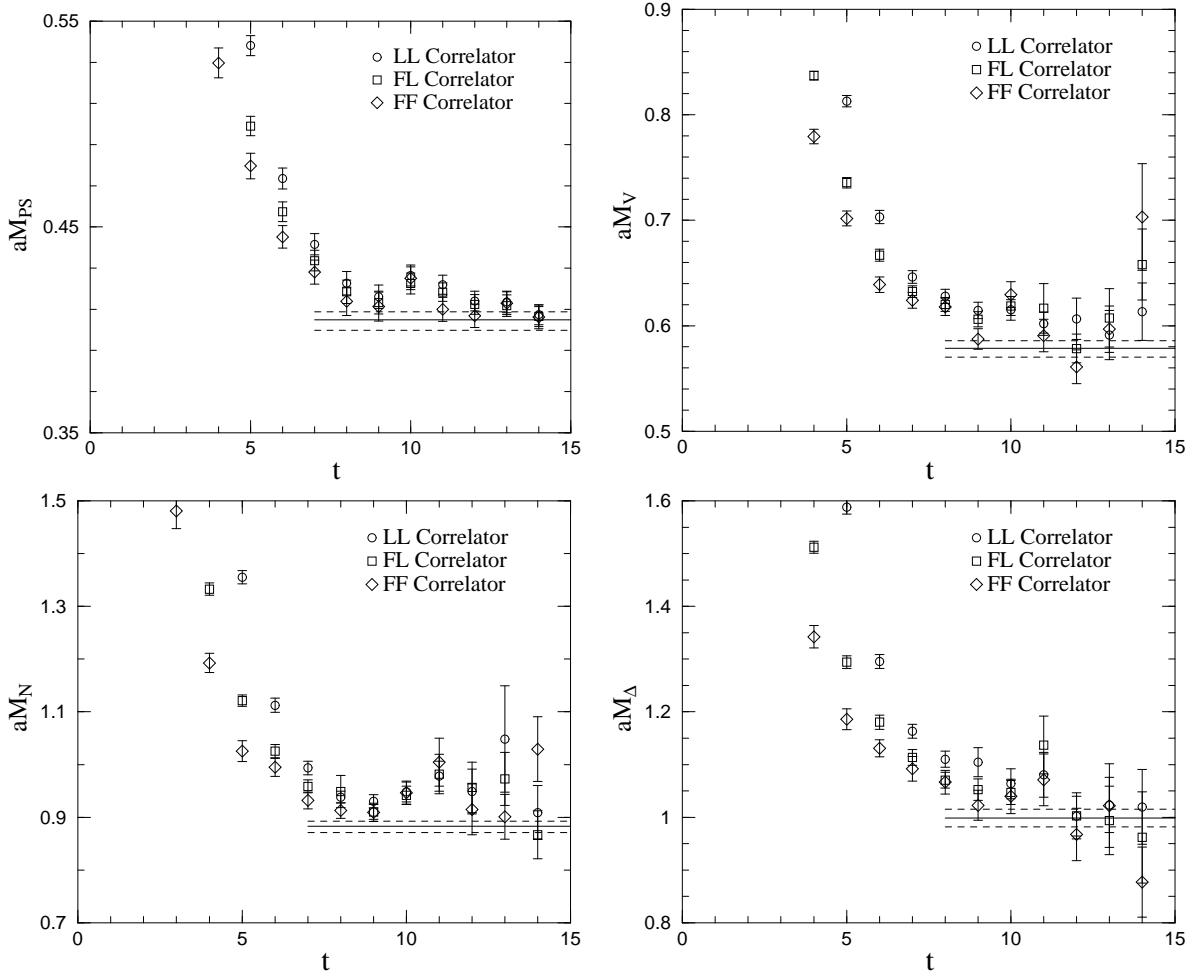 0.55
0.45
0.35
aM_PS
LL Correlator
FL Correlator
FF Correlator
0 5 10 15
t
0.9
0.8
0.7
0.6
0.5
aM_V
LL Correlator
FL Correlator
FF Correlator
0 5 10 15
t
1.5
1.3
1.1
0.9
0.7
aM_N
LL Correlator
FL Correlator
FF Correlator
0 5 10 15
t
1.6
1.4
1.2
1.0
0.8
aM_Δ
LL Correlator
FL Correlator
FF Correlator
0 5 10 15
t